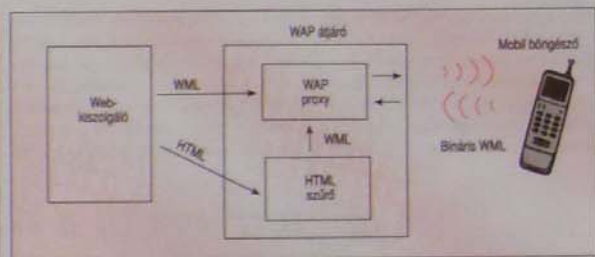 WAP átjáró
Mobil böngésző
Web-
kiszolgáló
WML
WAP
proxy
WML
HTML
HTML
szűrő
Bináris WML